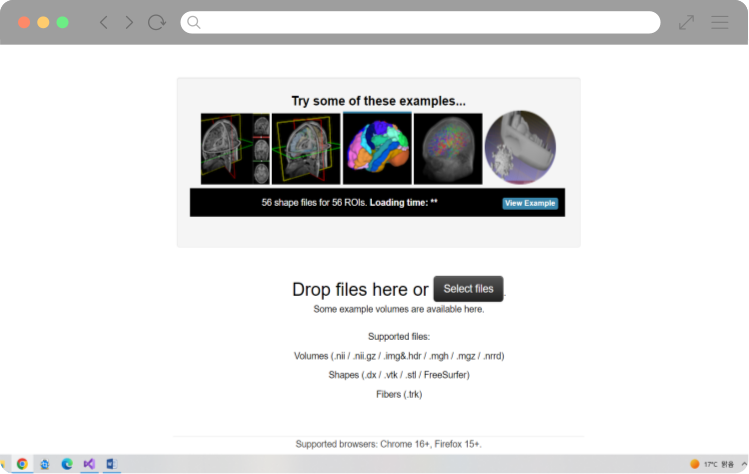 Try some of these examples...
56 shape files for 56 ROIs. Loading time: **
View Example
Drop files here or Select files.
Some example volumes are available here.
Supported files:
Volumes (.nii / .nii.gz / .img&.hdr / .mgh / .mgz / .nrrd)
Shapes (.dx / .vtk / .stl / FreeSurfer)
Fibers (.trk)
Supported browsers: Chrome 16+, Firefox 15+.
17°C 맑음